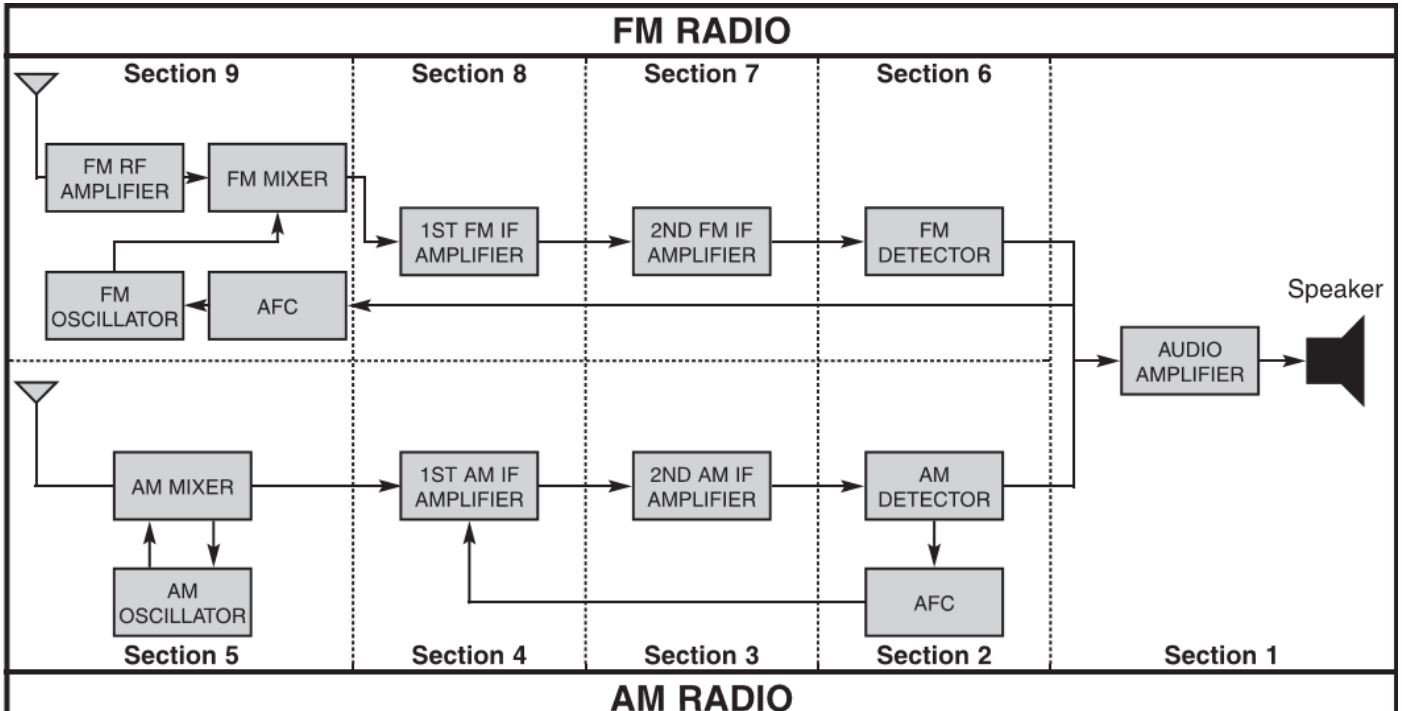 FM RADIO
Section 9
Section 8
Section 7
Section 6
FM RF
AMPLIFIER
FM MIXER
1ST FM IF
AMPLIFIER
2ND FM IF
AMPLIFIER
FM
DETECTOR
FM
OSCILLATOR
AFC
Speaker
AUDIO
AMPLIFIER
AM MIXER
1ST AM IF
AMPLIFIER
2ND AM IF
AMPLIFIER
AM
DETECTOR
AM
OSCILLATOR
AFC
Section 5
Section 4
Section 3
Section 2
Section 1
AM RADIO